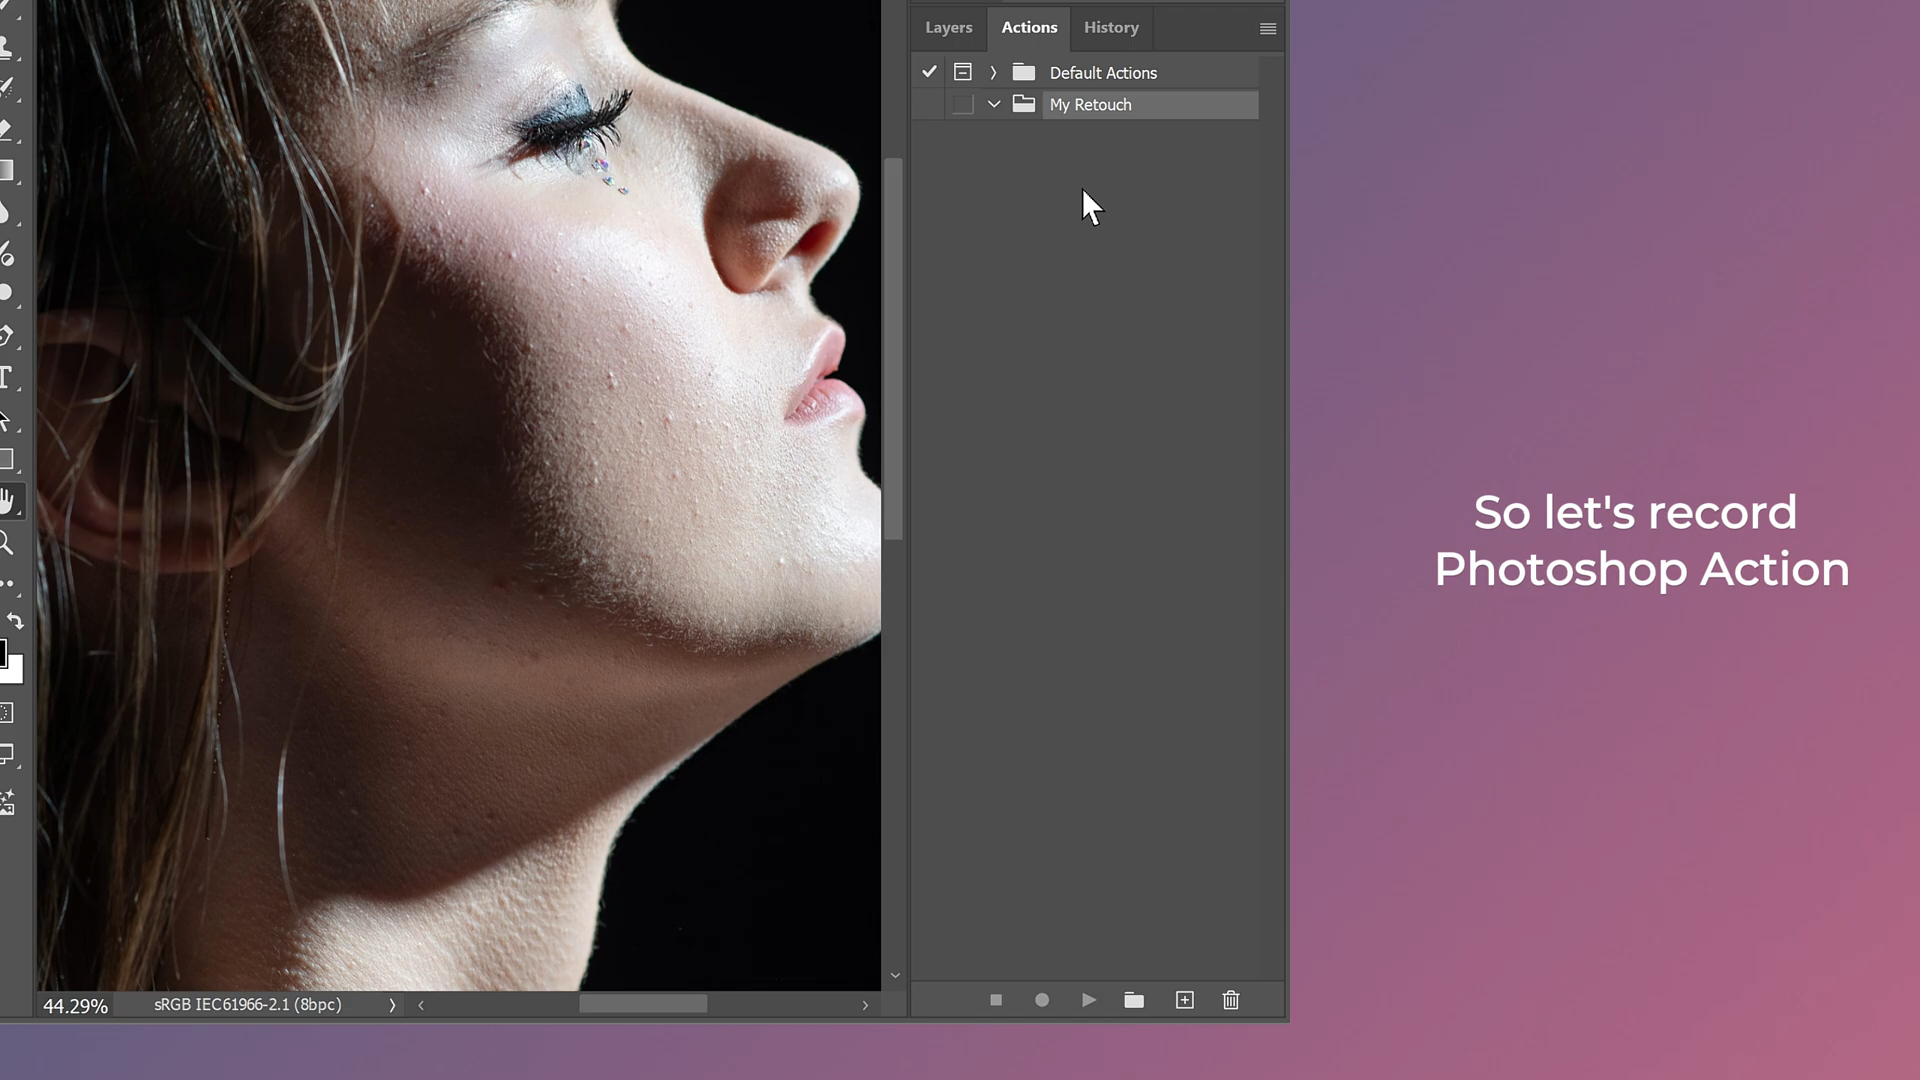 Layers Actions History
Default Actions
My Retouch
So let's record
Photoshop Action
44.29% sRGB IEC61966-2.1 (8bpc)